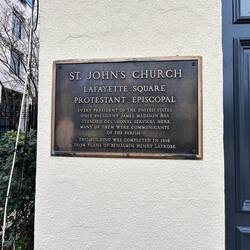 ST. JOHN'S CHURCH
LAFAYETTE SQUARE
PROTESTANT EPISCOPAL
EVERY PRESIDENT OF THE UNITED STATES
SINCE PRESIDENT JAMES MADISON HAS
ATTENDED OCCASIONAL SERVICES HERE
MANY OF THEM WERE COMMUNICANTS
OF THE PARISH
THIS BUILDING WAS COMPLETED IN 1816
FROM PLANS OF BENJAMIN HENRY LATROBE